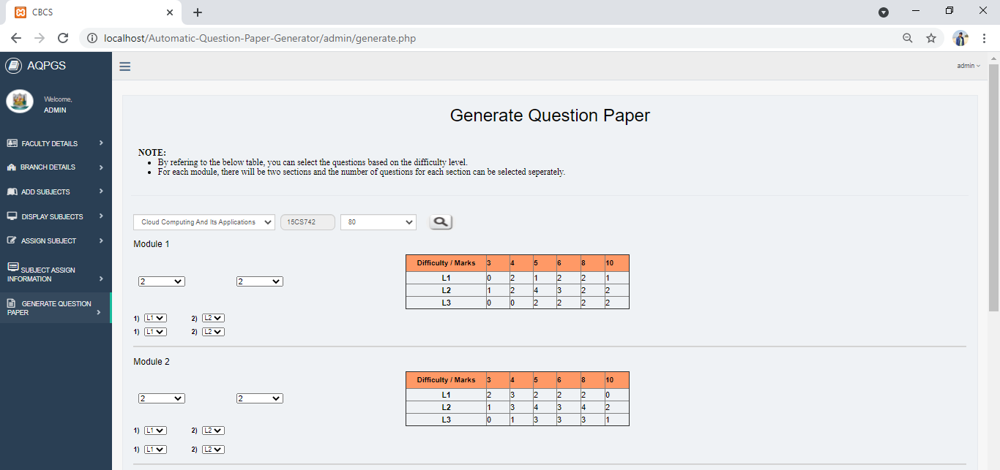 CBCS
localhost/Automatic-Question-Paper-Generator/admin/generate.php
AQPGS
admin
Welcome,
ADMIN
FACULTY DETAILS
BRANCH DETAILS
ADD SUBJECTS
DISPLAY SUBJECTS
ASSIGN SUBJECT
SUBJECT ASSIGN
INFORMATION
GENERATE QUESTION
PAPER
Generate Question Paper
NOTE:
• By refering to the below table, you can select the questions based on the difficulty level.
• For each module, there will be two sections and the number of questions for each section can be selected seperately.
Cloud Computing And Its Applications 15CS742 80
Module 1
2 2
Difficulty / Marks 3 4 5 6 8 10
L1 0 2 1 2 2 1
L2 1 2 4 3 2 2
L3 0 0 2 2 2 2
1) L1 2) L2
1) L1 2) L2
Module 2
2 2
Difficulty / Marks 3 4 5 6 8 10
L1 2 3 2 2 2 0
L2 1 3 4 3 4 2
L3 0 1 3 3 3 1
1) L1 2) L2
1) L1 2) L2